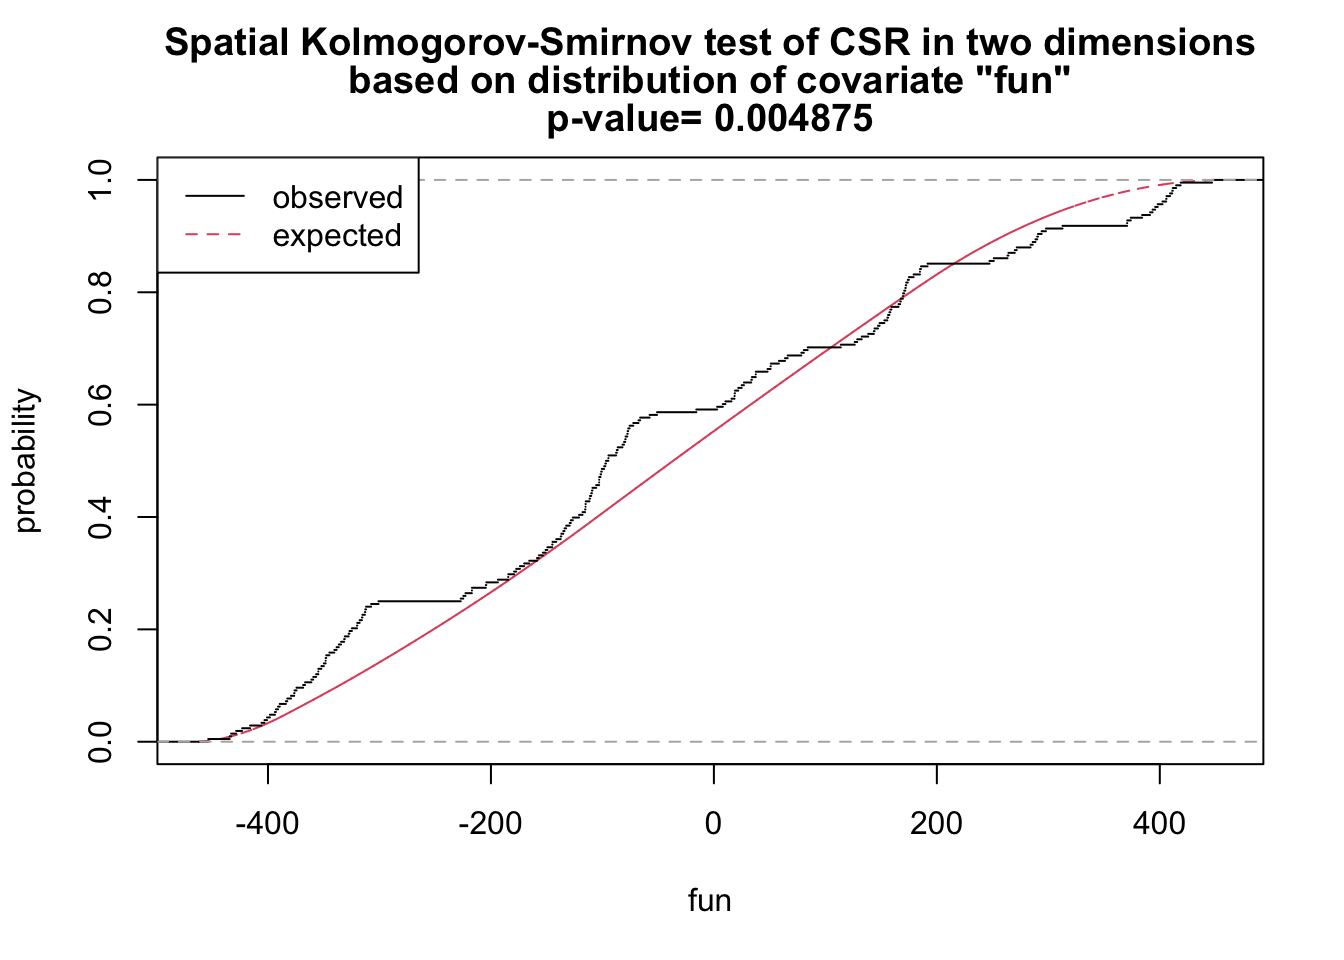 Spatial Kolmogorov-Smirnov test of CSR in two dimensions
based on distribution of covariate "fun"
p-value= 0.004875
observed
expected
probability
1.0
0.8
0.6
0.4
0.2
0.0
-400
-200
0
200
400
fun